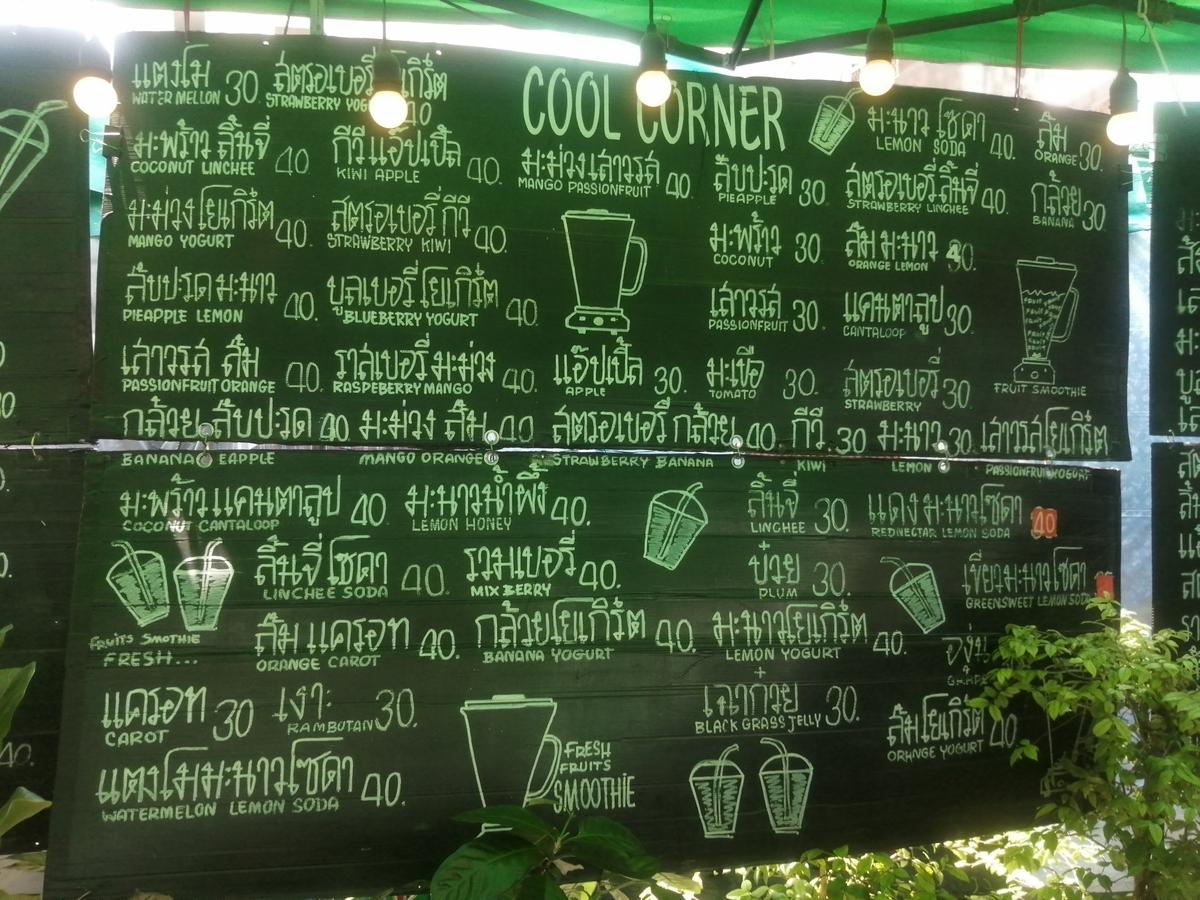 COOL CORNER
แตงโม 30.
WATER MELLON
สตรอเบอรี่ โยเกิร์ต 40
STRAWBERRY YOG
มะพร้าว ลิ้นจี่ 40.
COCONUT LINCHEE
กีวี แอ๊ปเปิ้ล 40.
KIWI APPLE
มะม่วงโยเกิร์ต 40.
MANGO YOGURT
สตรอเบอรี่ กีวี 40.
STRAWBERRY KIWI
สับปะรด มะนาว 40.
PIEAPPLE LEMON
บูลเบอรี่ โยเกิร์ต 40.
BLUEBERRY YOGURT
เสาวรส ส้ม 40.
PASSIONFRUIT ORANGE
ราสเบอรี่ มะม่วง 40.
RASPEBERRY MANGO
กล้วย สับปะรด 40
BANANA EAPPLE
มะม่วง ส้ม 40
MANGO ORANGE
มะม่วงเสาวรส 40.
MANGO PASSIONFRUIT
แอ๊ปเปิ้ล 30.
APPLE
สตรอเบอรี่ กล้วย 40
STRAWBERRY BANANA
สับปะรด 30.
PIEAPPLE
มะพร้าว 30.
COCONUT
เสาวรส 30.
PASSIONFRUIT
มะเขือ 30.
TOMATO
กีวี 30
KIWI
มะนาว โซดา 40.
LEMON SODA
สตรอเบอรี่ ลิ้นจี่ 40.
STRAWBERRY LINCHEE
ส้ม มะนาว 40.
ORANGE LEMON
แคนตาลูป 30.
CANTALOOP
สตรอเบอรี่ 30.
STRAWBERRY
มะนาว 30
LEMON
ส้ม 30.
ORANGE
กล้วย 30
BANANA
FRUIT SMOOTHIE
เสาวรสโยเกิร์ต
PASSIONFRUIT YOGURT
มะพร้าว แคนตาลูป 40.
COCONUT CANTALOOP
มะนาวน้ำผึ้ง 40.
LEMON HONEY
ลิ้นจี่ 30.
LINCHEE
แดงมะนาวโซดา 40
REDNECTAR LEMON SODA
FRUITS SMOTHIE
FRESH...
ลิ้นจี่ โซดา 40.
LINCHEE SODA
รวมเบอรี่ 40.
MIX BERRY
บ๋วย 30.
PLUM
เขียวมะนาวโซดา
GREENSWEET LEMON SODA
ส้ม แครอท 40.
ORANGE CAROT
กล้วยโยเกิร์ต 40.
BANANA YOGURT
มะนาวโยเกิร์ต 40.
LEMON YOGURT
+
แครอท 30
CAROT
เงาะ 30.
RAMBUTAN
เฉาก๋วย 30.
BLACK GRASS JELLY
ส้มโยเกิร์ต 40
ORANGE YOGURT
แตงโมมะนาวโซดา 40.
WATERMELON LEMON SODA
FRESH
FRUITS
SMOOTHIE